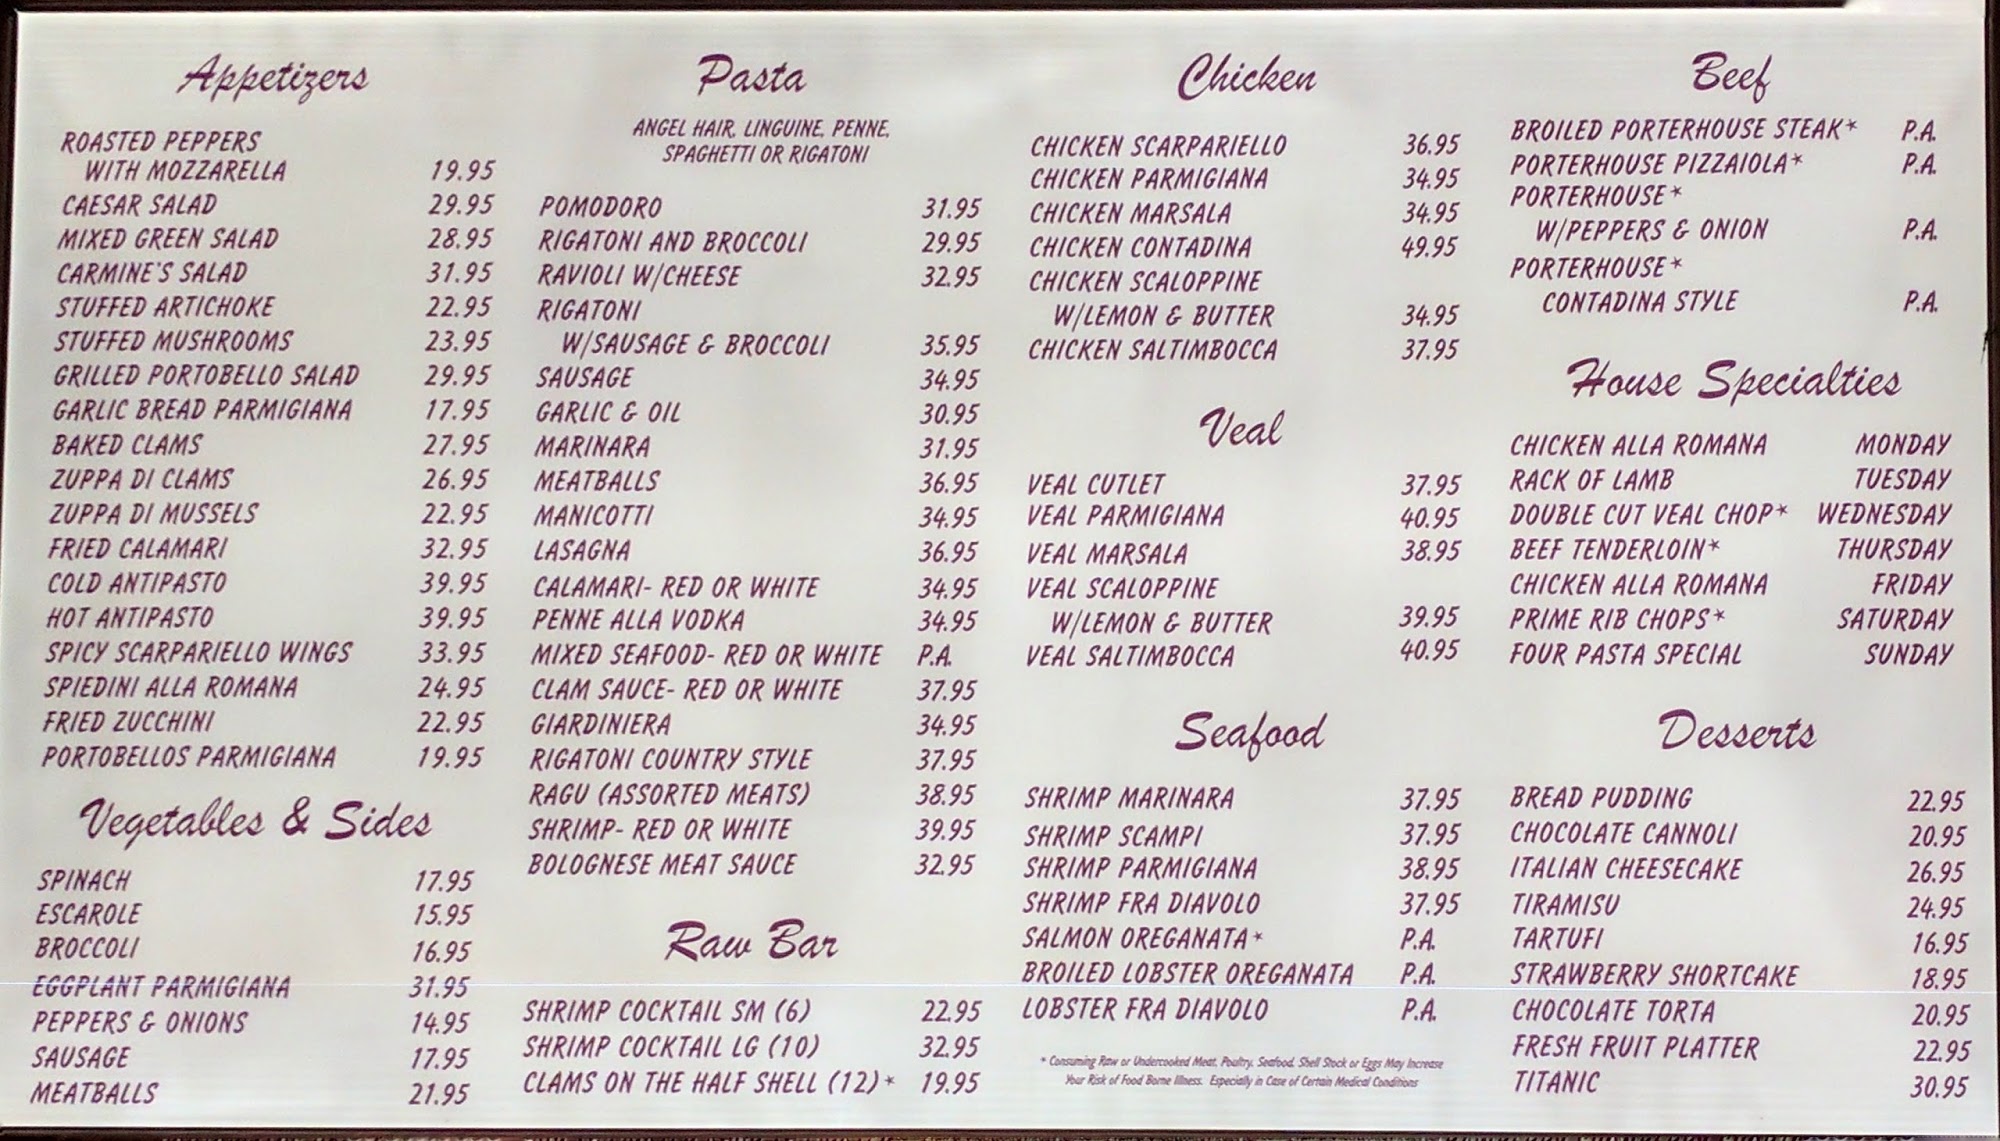 Appetizers
ROASTED PEPPERS
WITH MOZZARELLA 19.95
CAESAR SALAD 29.95
MIXED GREEN SALAD 28.95
CARMINE'S SALAD 31.95
STUFFED ARTICHOKE 22.95
STUFFED MUSHROOMS 23.95
GRILLED PORTOBELLO SALAD 29.95
GARLIC BREAD PARMIGIANA 17.95
BAKED CLAMS 27.95
ZUPPA DI CLAMS 26.95
ZUPPA DI MUSSELS 22.95
FRIED CALAMARI 32.95
COLD ANTIPASTO 39.95
HOT ANTIPASTO 39.95
SPICY SCARPARIELLO WINGS 33.95
SPIEDINI ALLA ROMANA 24.95
FRIED ZUCCHINI 22.95
PORTOBELLOS PARMIGIANA 19.95
Vegetables & Sides
SPINACH 17.95
ESCAROLE 15.95
BROCCOLI 16.95
EGGPLANT PARMIGIANA 31.95
PEPPERS & ONIONS 14.95
SAUSAGE 17.95
MEATBALLS 21.95
Pasta
ANGEL HAIR, LINGUINE, PENNE,
SPAGHETTI OR RIGATONI
POMODORO 31.95
RIGATONI AND BROCCOLI 29.95
RAVIOLI W/CHEESE 32.95
RIGATONI
W/SAUSAGE & BROCCOLI 35.95
SAUSAGE 34.95
GARLIC & OIL 30.95
MARINARA 31.95
MEATBALLS 36.95
MANICOTTI 34.95
LASAGNA 36.95
CALAMARI- RED OR WHITE 34.95
PENNE ALLA VODKA 34.95
MIXED SEAFOOD- RED OR WHITE P.A.
CLAM SAUCE- RED OR WHITE 37.95
GIARDINIERA 34.95
RIGATONI COUNTRY STYLE 37.95
RAGU (ASSORTED MEATS) 38.95
SHRIMP- RED OR WHITE 39.95
BOLOGNESE MEAT SAUCE 32.95
Raw Bar
SHRIMP COCKTAIL SM (6) 22.95
SHRIMP COCKTAIL LG (10) 32.95
CLAMS ON THE HALF SHELL (12)* 19.95
Chicken
CHICKEN SCARPARIELLO 36.95
CHICKEN PARMIGIANA 34.95
CHICKEN MARSALA 34.95
CHICKEN CONTADINA 49.95
CHICKEN SCALOPPINE
W/LEMON & BUTTER 34.95
CHICKEN SALTIMBOCCA 37.95
Veal
VEAL CUTLET 37.95
VEAL PARMIGIANA 40.95
VEAL MARSALA 38.95
VEAL SCALOPPINE
W/LEMON & BUTTER 39.95
VEAL SALTIMBOCCA 40.95
Seafood
SHRIMP MARINARA 37.95
SHRIMP SCAMPI 37.95
SHRIMP PARMIGIANA 38.95
SHRIMP FRA DIAVOLO 37.95
SALMON OREGANATA* P.A.
BROILED LOBSTER OREGANATA P.A.
LOBSTER FRA DIAVOLO P.A.
* Consuming Raw or Undercooked Meat, Poultry, Seafood, Shell Stock or Eggs May Increase
Your Risk of Food Borne Illness. Especially in Case of Certain Medical Conditions
Beef
BROILED PORTERHOUSE STEAK* P.A.
PORTERHOUSE PIZZAIOLA* P.A.
PORTERHOUSE*
W/PEPPERS & ONION P.A.
PORTERHOUSE*
CONTADINA STYLE P.A.
House Specialties
CHICKEN ALLA ROMANA MONDAY
RACK OF LAMB TUESDAY
DOUBLE CUT VEAL CHOP* WEDNESDAY
BEEF TENDERLOIN* THURSDAY
CHICKEN ALLA ROMANA FRIDAY
PRIME RIB CHOPS* SATURDAY
FOUR PASTA SPECIAL SUNDAY
Desserts
BREAD PUDDING 22.95
CHOCOLATE CANNOLI 20.95
ITALIAN CHEESECAKE 26.95
TIRAMISU 24.95
TARTUFI 16.95
STRAWBERRY SHORTCAKE 18.95
CHOCOLATE TORTA 20.95
FRESH FRUIT PLATTER 22.95
TITANIC 30.95